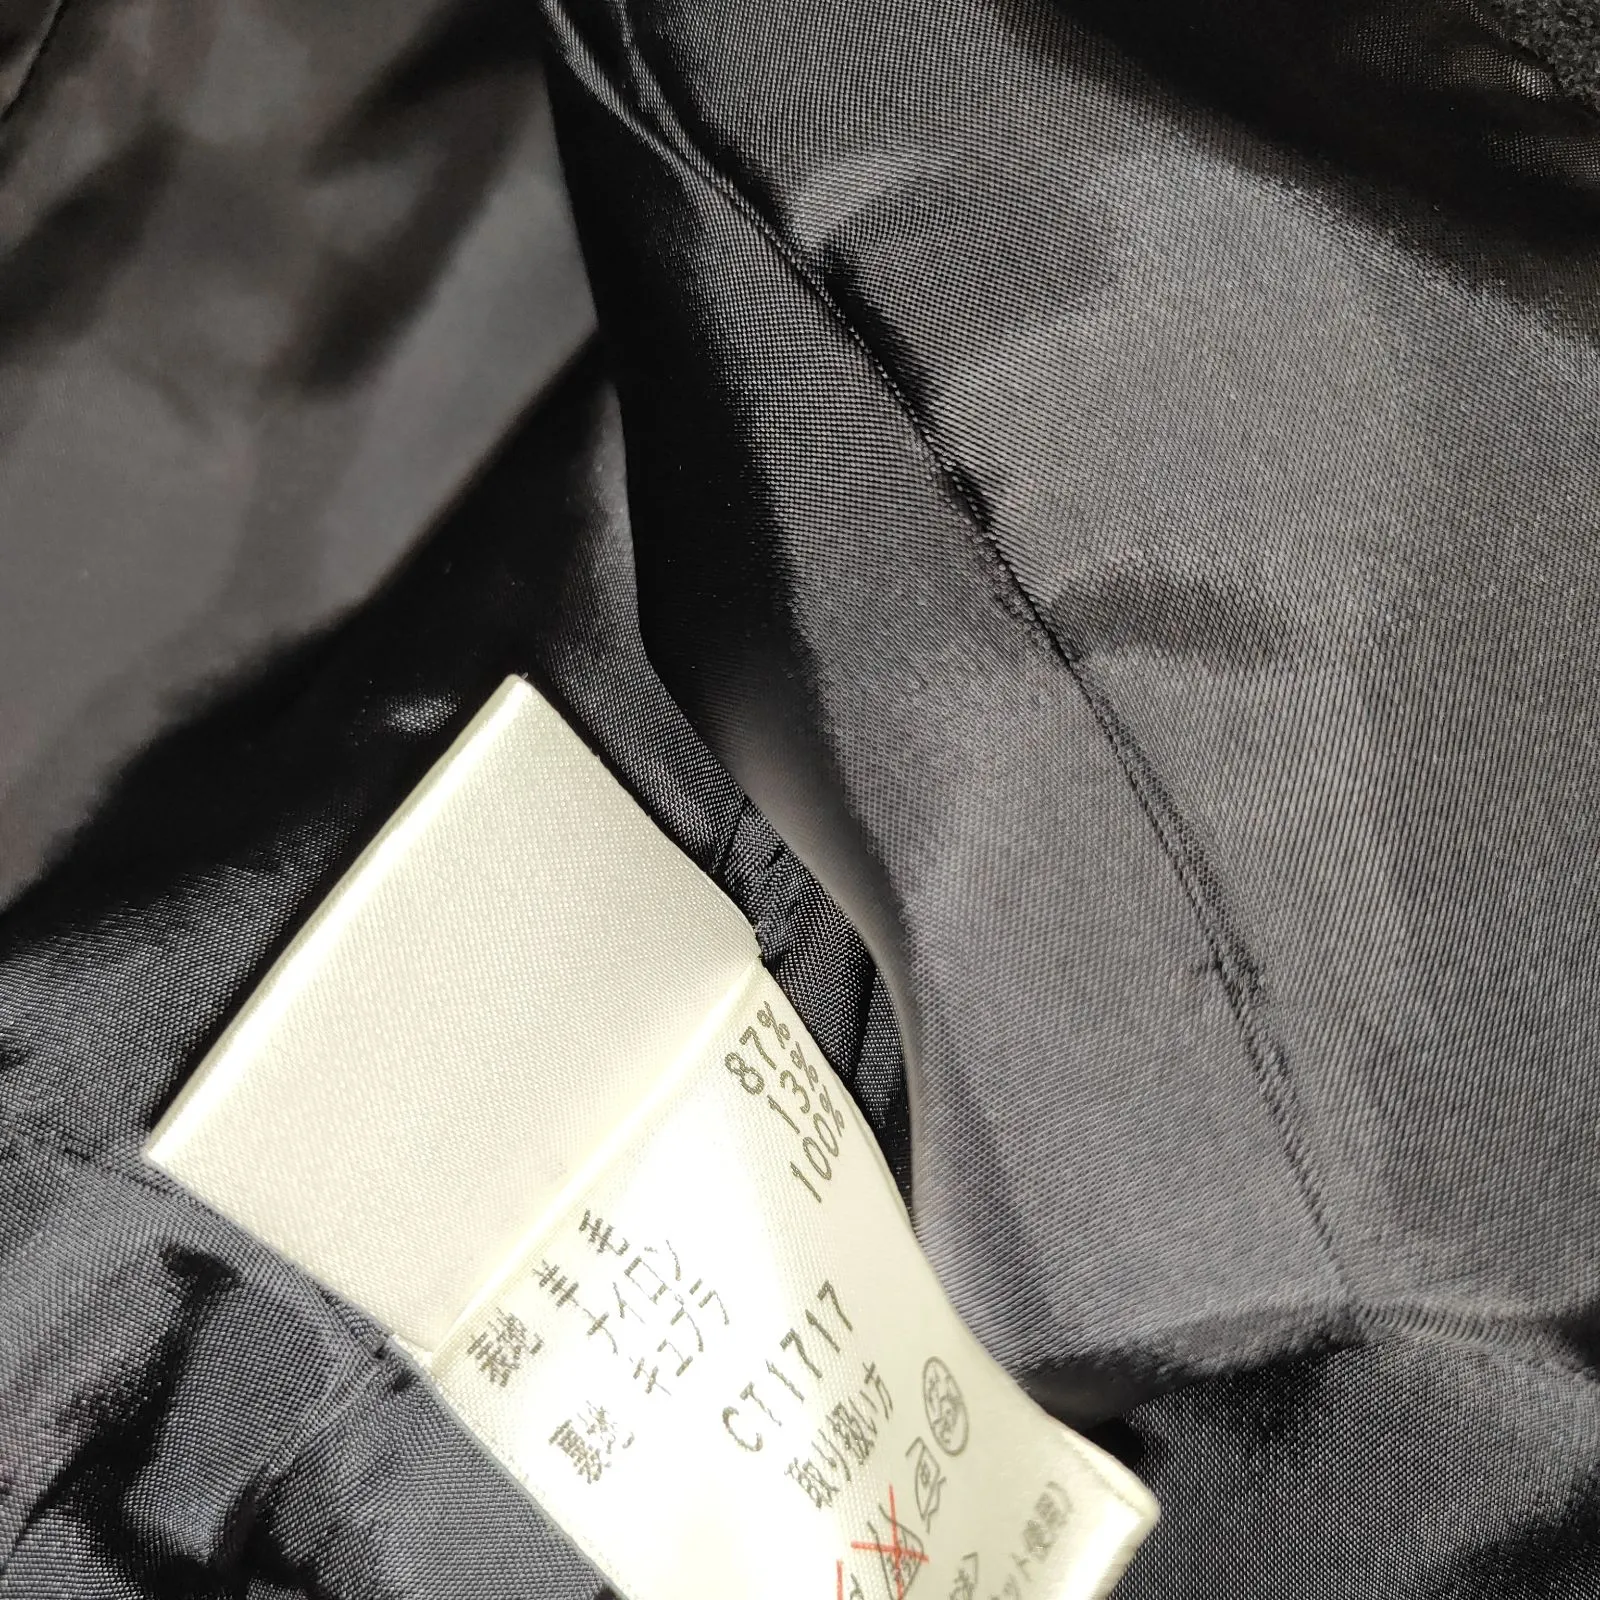 表地 羊 毛 87%
ナイロン 13%
裏地 キュプラ 100%
CT1717
取り扱い方